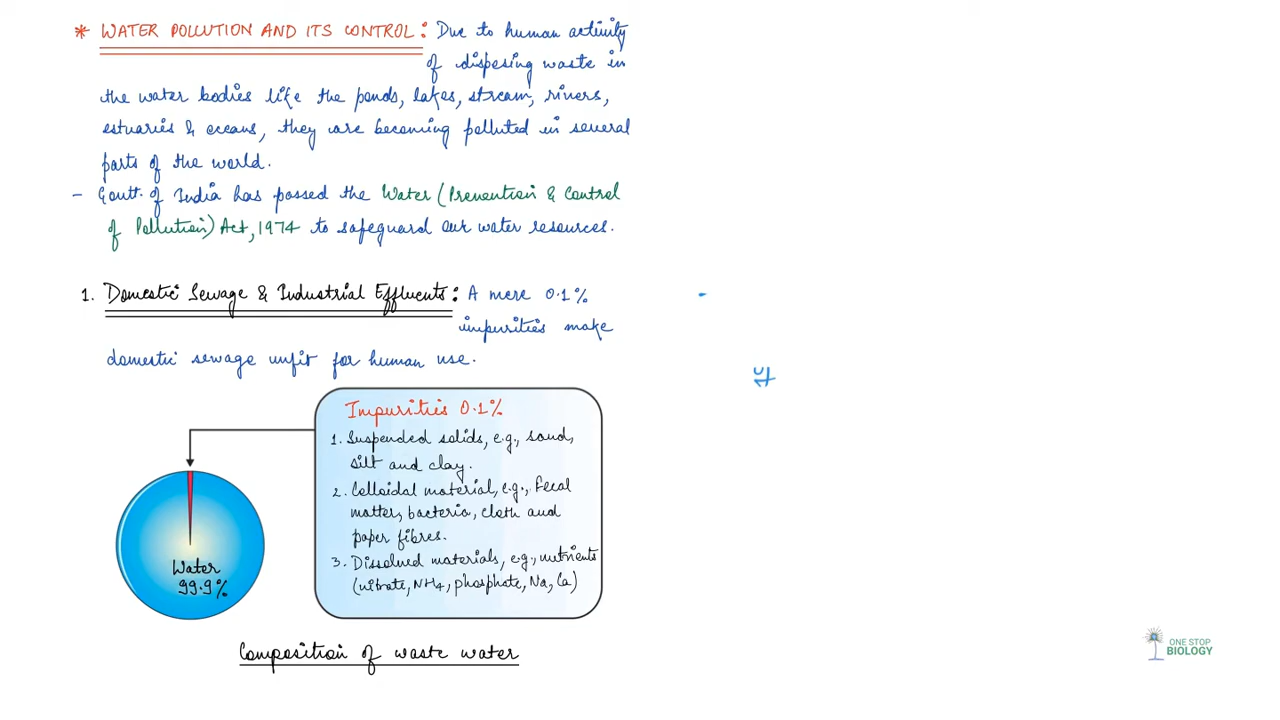 * WATER POLLUTION AND ITS CONTROL: Due to human activity
of disposing waste in
the water bodies like the ponds, lakes, stream, rivers,
estuaries & oceans, they are becoming polluted in several
parts of the world.
- Govt. of India has passed the Water (Prevention & Control
of Pollution) Act, 1974 to safeguard our water resources.
1. Domestic Sewage & Industrial Effluents: A mere 0.1%
impurities make
domestic sewage unfit for human use.
Impurities 0.1%
1. Suspended solids, e.g., sand,
silt and clay.
2. Colloidal material, e.g., Fecal
matter, bacteria, cloth and
paper fibres.
3. Dissolved materials, e.g., nutrients
(nitrate, NH4, phosphate, Na, Ca)
Water
99.9%
Composition of waste water
-
ONE STOP
BIOLOGY